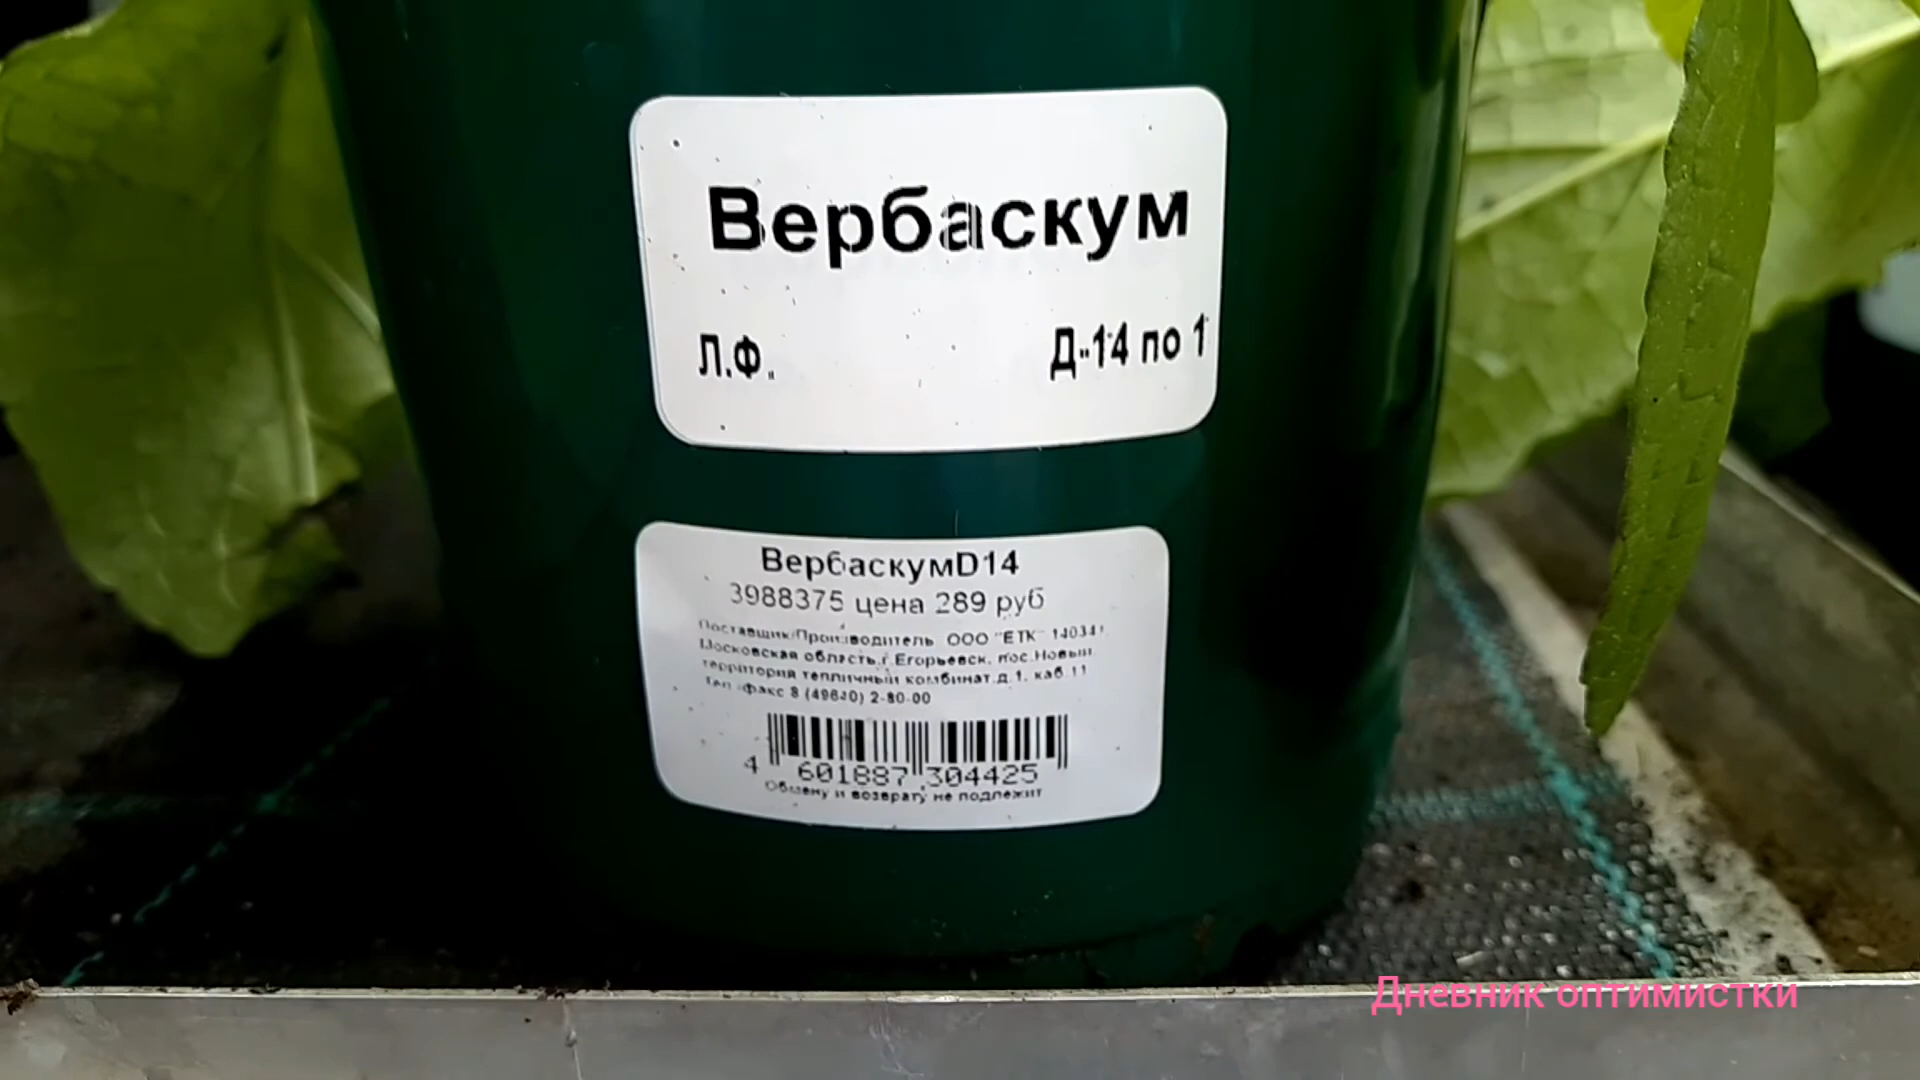 Вербаскум
Л.Ф. Д-14 по 1
ВербаскумD14
3988375 цена 289 руб
Поставщик/Производитель ООО "ЕТК"
Московская область,г.Егорьевск, пос.Новый,
территория тепличный комбинат,д.1, каб.11
Тел./факс 8 2-80-00
4 601887 304425
Обмену и возврату не подлежит
Дневник оптимистки